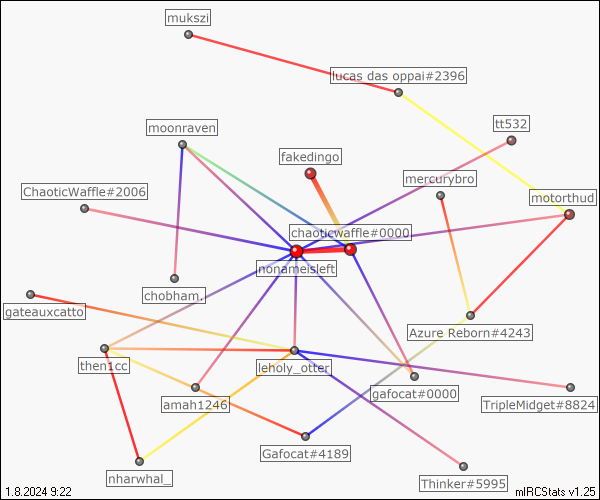 mukszi
lucas das oppai#2396
tt532
moonraven
fakedingo
mercurybro
ChaoticWaffle#2006
motorthud
chaoticwaffle#0000
nonameisleft
chobham_
gateauxcatto
Azure Reborn#4243
then1cc
leholy_otter
gafocat#0000
amah1246
TripleMidget#8824
Gafocat#4189
nharwhal_
Thinker#5995
1.8.2024 9:22
mIRCStats v1.25